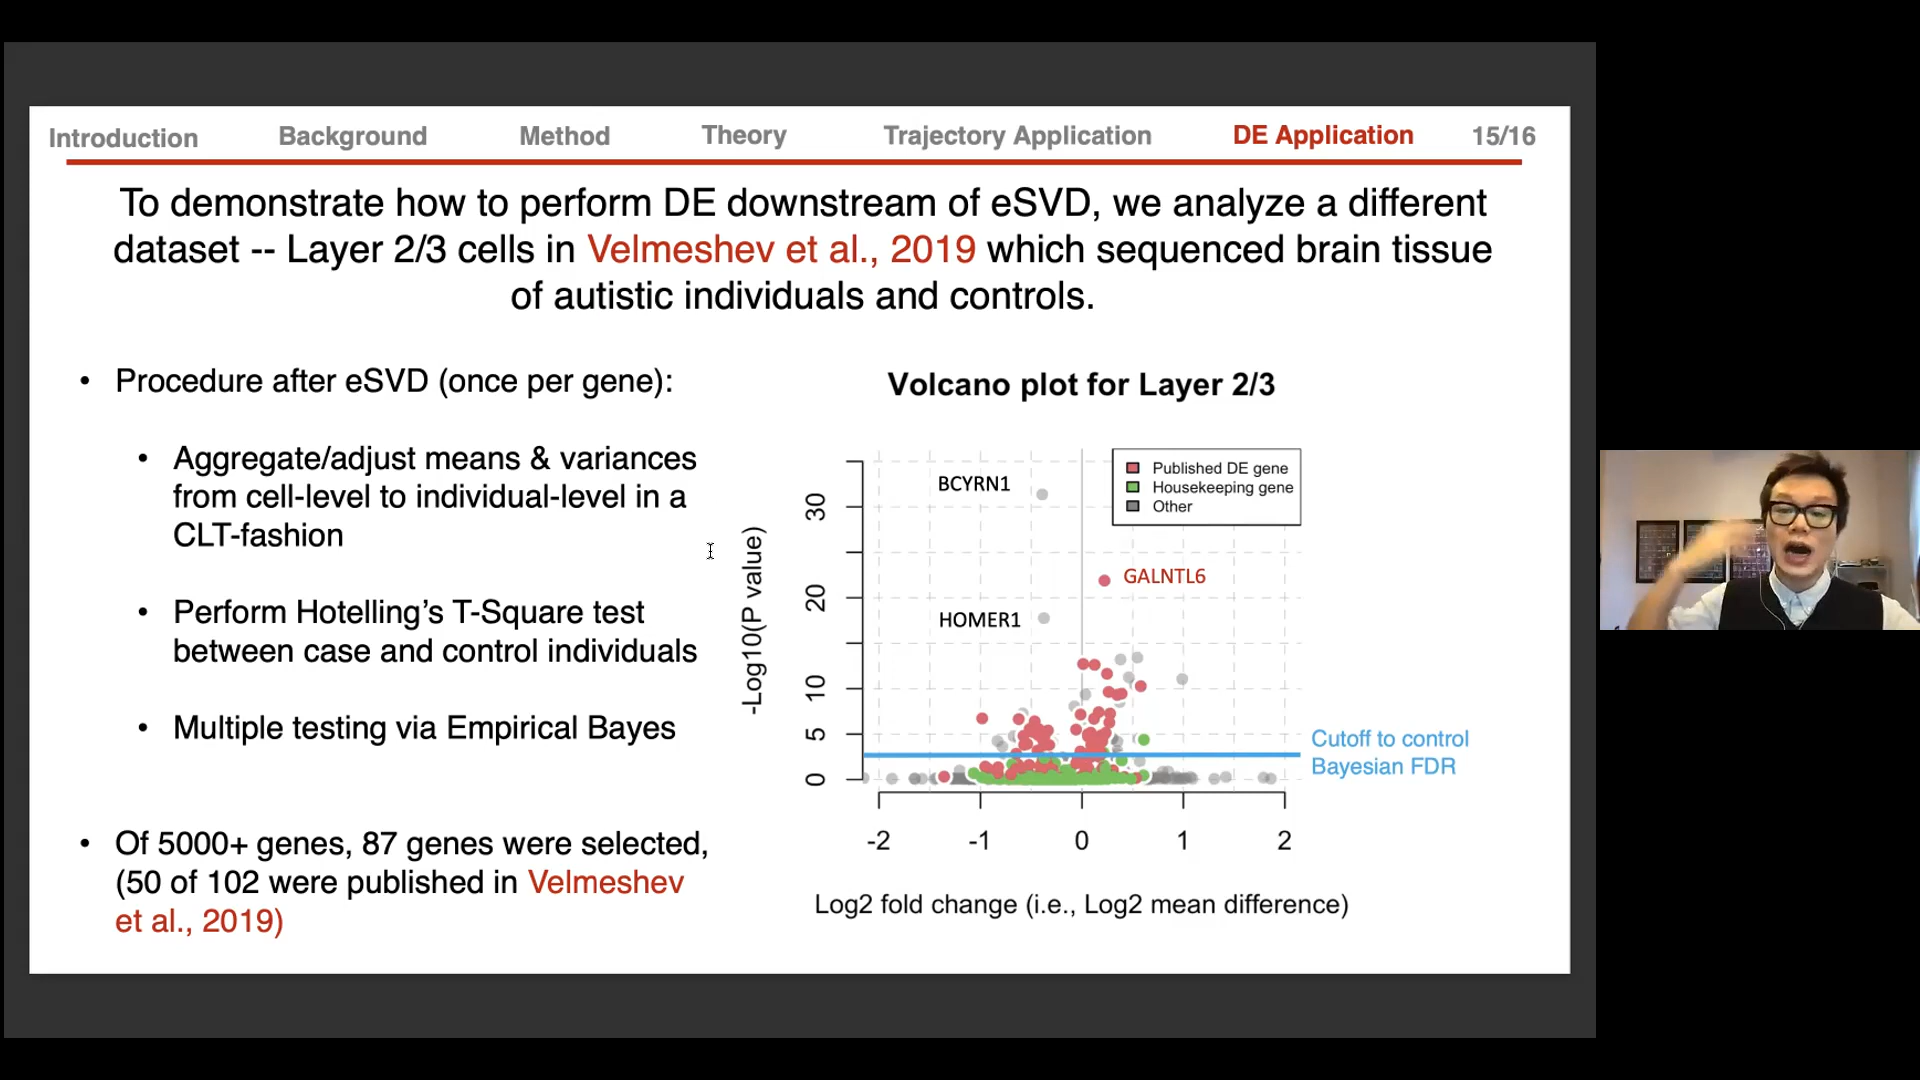 Introduction Background Method Theory Trajectory Application DE Application 15/16
To demonstrate how to perform DE downstream of eSVD, we analyze a different
dataset -- Layer 2/3 cells in Velmeshev et al., 2019 which sequenced brain tissue
of autistic individuals and controls.
• Procedure after eSVD (once per gene):
• Aggregate/adjust means & variances
from cell-level to individual-level in a
CLT-fashion
• Perform Hotelling's T-Square test
between case and control individuals
• Multiple testing via Empirical Bayes
• Of 5000+ genes, 87 genes were selected,
(50 of 102 were published in Velmeshev
et al., 2019)
Volcano plot for Layer 2/3
Published DE gene
Housekeeping gene
Other
BCYRN1
GALNTL6
HOMER1
-Log10(P value)
30
20
10
5
0
Cutoff to control
Bayesian FDR
-2 -1 0 1 2
Log2 fold change (i.e., Log2 mean difference)